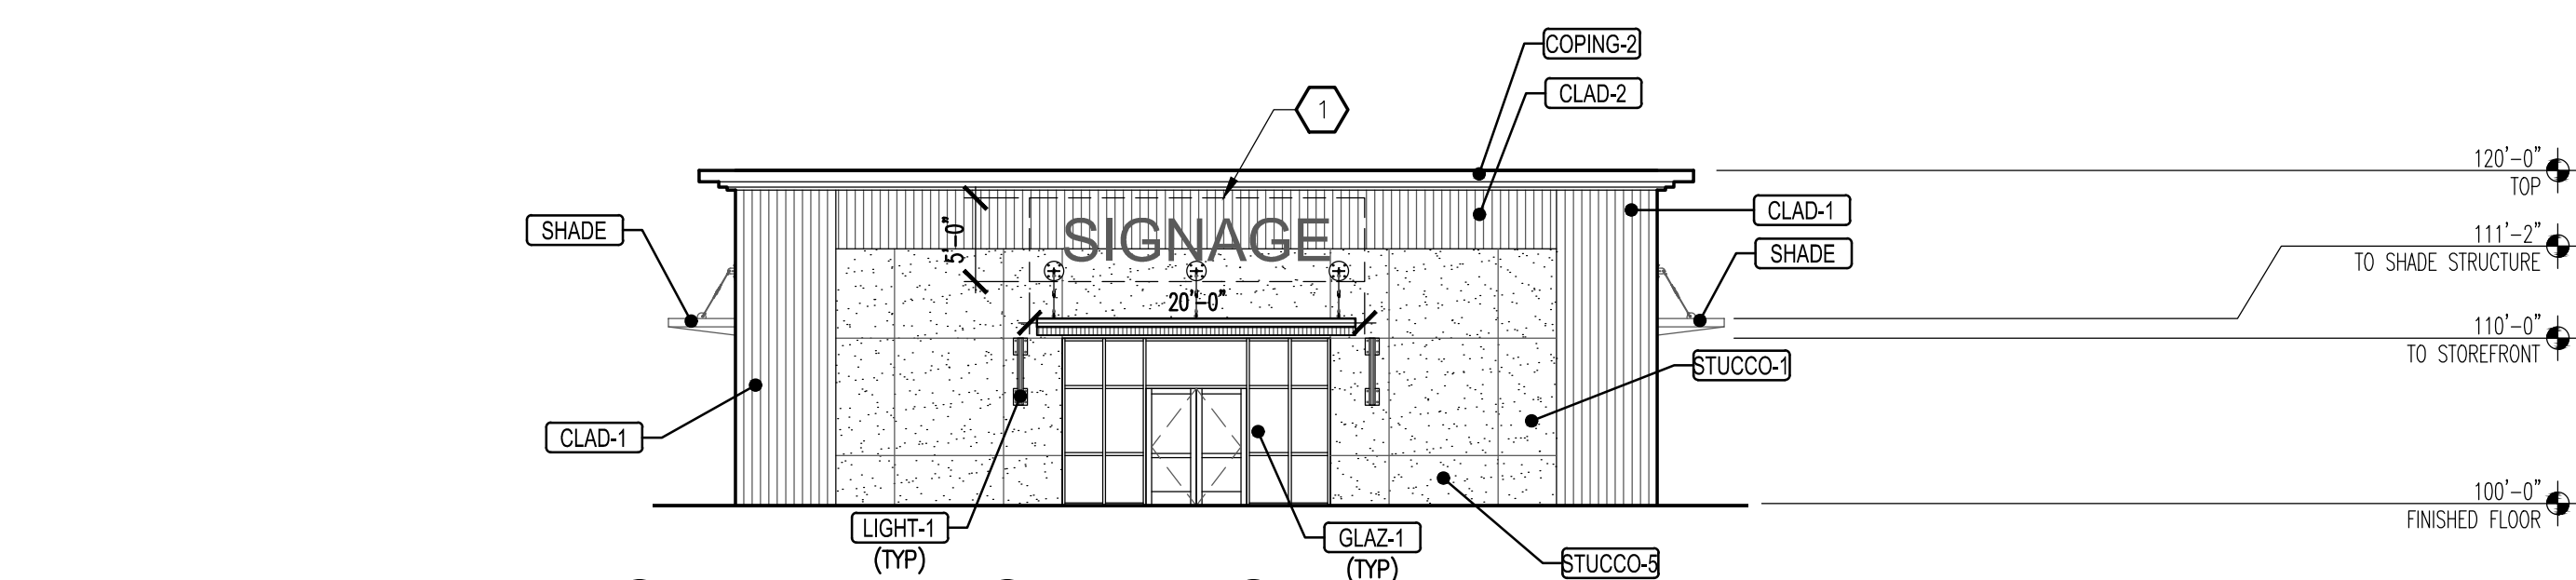 COPING-2
CLAD-2
1
120'-0"
TOP
CLAD-1
SHADE
SHADE
SIGNAGE
5'-0"
111'-2"
TO SHADE STRUCTURE
20'-0"
110'-0"
TO STOREFRONT
STUCCO-1
CLAD-1
100'-0"
FINISHED FLOOR
LIGHT-1
(TYP)
GLAZ-1
(TYP)
STUCCO-5